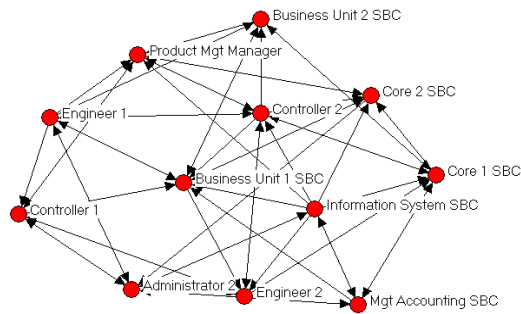 Business Unit 2 SBC
Product Mgt Manager
Core 2 SBC
Engineer 1
Controller 2
Core 1 SBC
Business Unit 1 SBC
Information System SBC
Controller 1
Administrator 2
Engineer 2
Mgt Accounting SBC